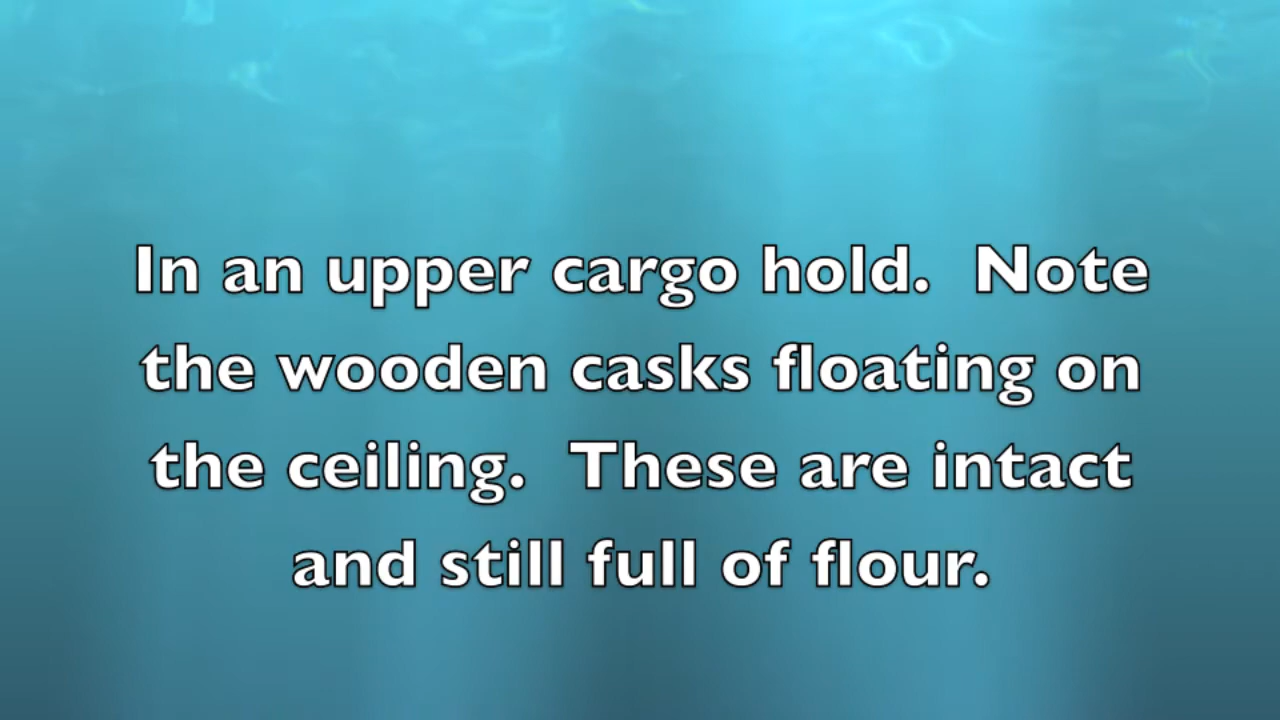 In an upper cargo hold.  Note
the wooden casks floating on
the ceiling.  These are intact
and still full of flour.